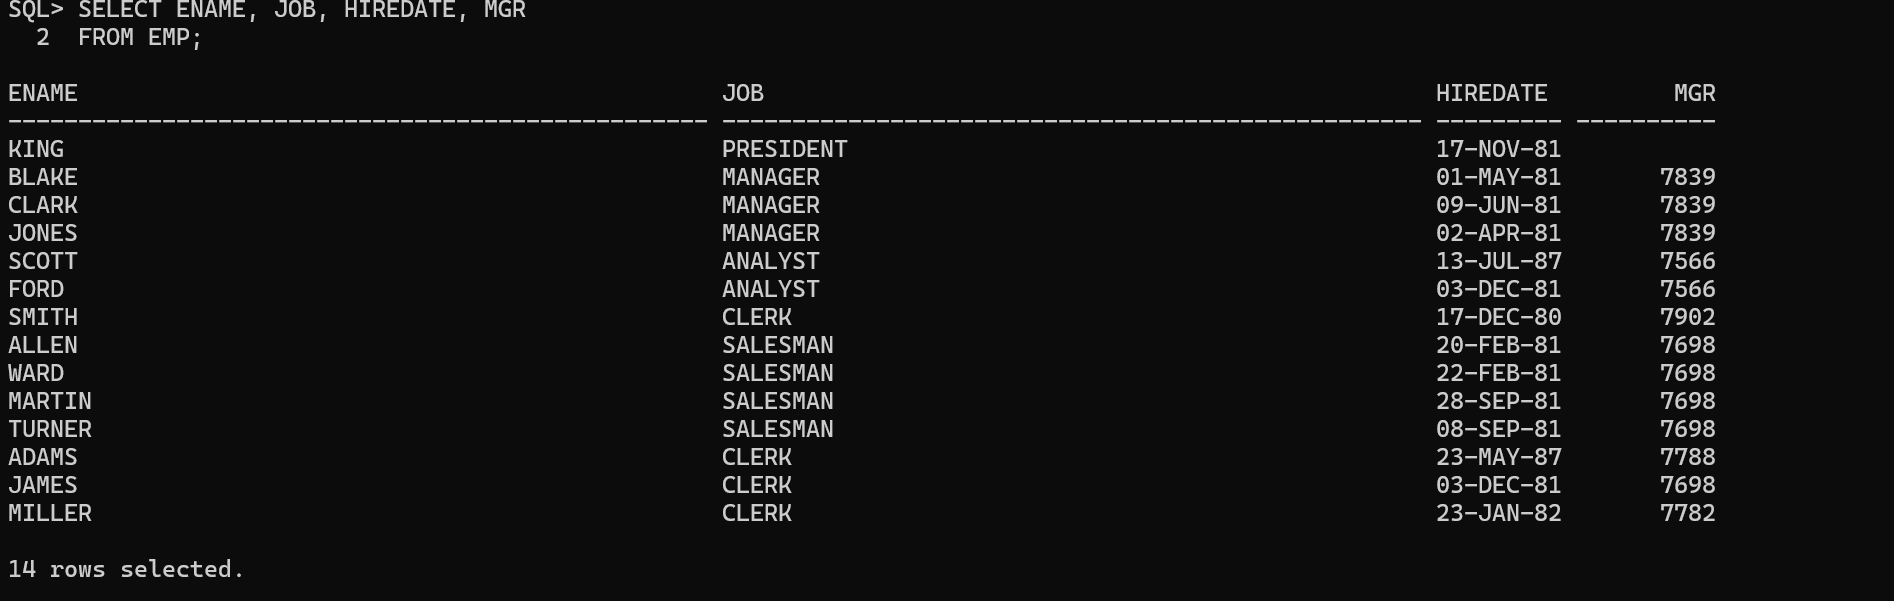 SQL> SELECT ENAME, JOB, HIREDATE, MGR
  2  FROM EMP;
ENAME                                              JOB                                                HIREDATE         MGR
-------------------------------------------------- -------------------------------------------------- --------- ----------
KING                                               PRESIDENT                                          17-NOV-81
BLAKE                                              MANAGER                                            01-MAY-81       7839
CLARK                                              MANAGER                                            09-JUN-81       7839
JONES                                              MANAGER                                            02-APR-81       7839
SCOTT                                              ANALYST                                            13-JUL-87       7566
FORD                                               ANALYST                                            03-DEC-81       7566
SMITH                                              CLERK                                              17-DEC-80       7902
ALLEN                                              SALESMAN                                           20-FEB-81       7698
WARD                                               SALESMAN                                           22-FEB-81       7698
MARTIN                                             SALESMAN                                           28-SEP-81       7698
TURNER                                             SALESMAN                                           08-SEP-81       7698
ADAMS                                              CLERK                                              23-MAY-87       7788
JAMES                                              CLERK                                              03-DEC-81       7698
MILLER                                             CLERK                                              23-JAN-82       7782
14 rows selected.